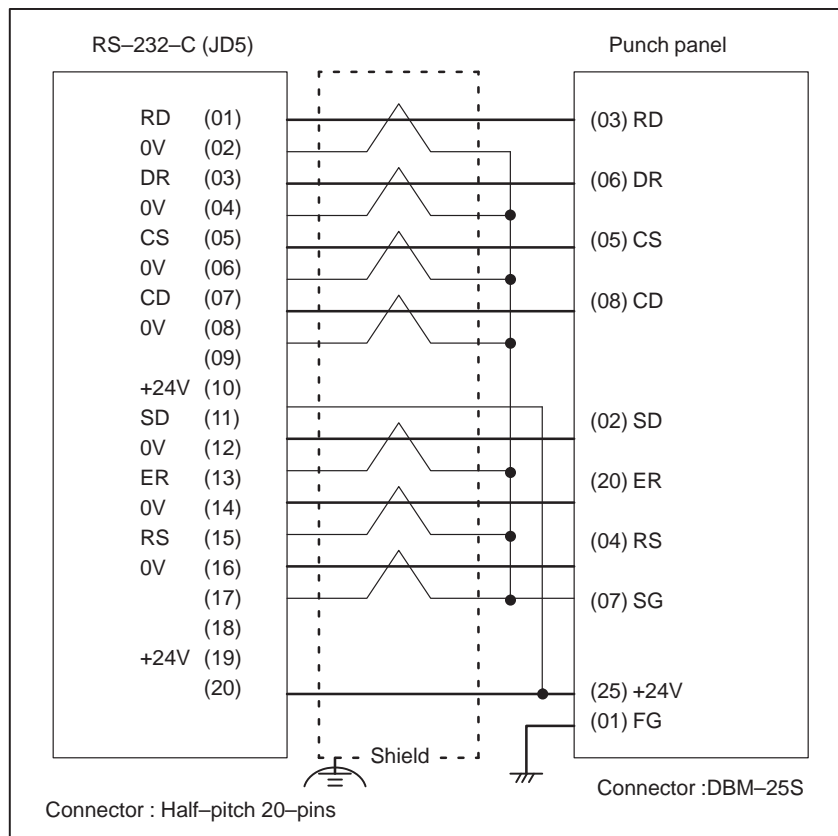 RS–232–C (JD5)
Punch panel
RD (01)
0V (02)
DR (03)
0V (04)
CS (05)
0V (06)
CD (07)
0V (08)
(09)
+24V (10)
SD (11)
0V (12)
ER (13)
0V (14)
RS (15)
0V (16)
(17)
(18)
+24V (19)
(20)
(03) RD
(06) DR
(05) CS
(08) CD
(02) SD
(20) ER
(04) RS
(07) SG
(25) +24V
(01) FG
Shield
Connector : Half–pitch 20–pins
Connector :DBM–25S